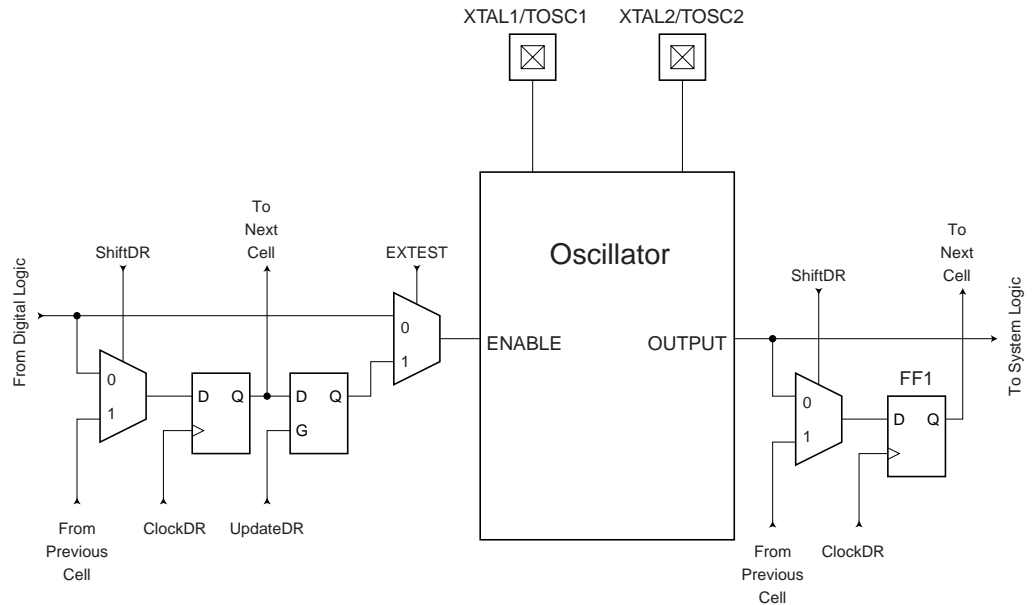 XTAL1/TOSC1
XTAL2/TOSC2
To
Next
Cell
ShiftDR
EXTEST
From Digital Logic
0
1
0
1
D Q
D Q
G
From
Previous
Cell
ClockDR
UpdateDR
Oscillator
ENABLE
OUTPUT
To
Next
Cell
ShiftDR
To System Logic
FF1
0
1
D Q
From
Previous
Cell
ClockDR